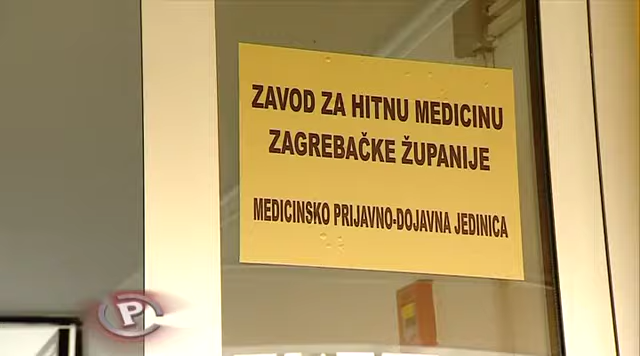 ZAVOD ZA HITNU MEDICINU
ZAGREBAČKE ŽUPANIJE
MEDICINSKO PRIJAVNO-DOJAVNA JEDINICA
P